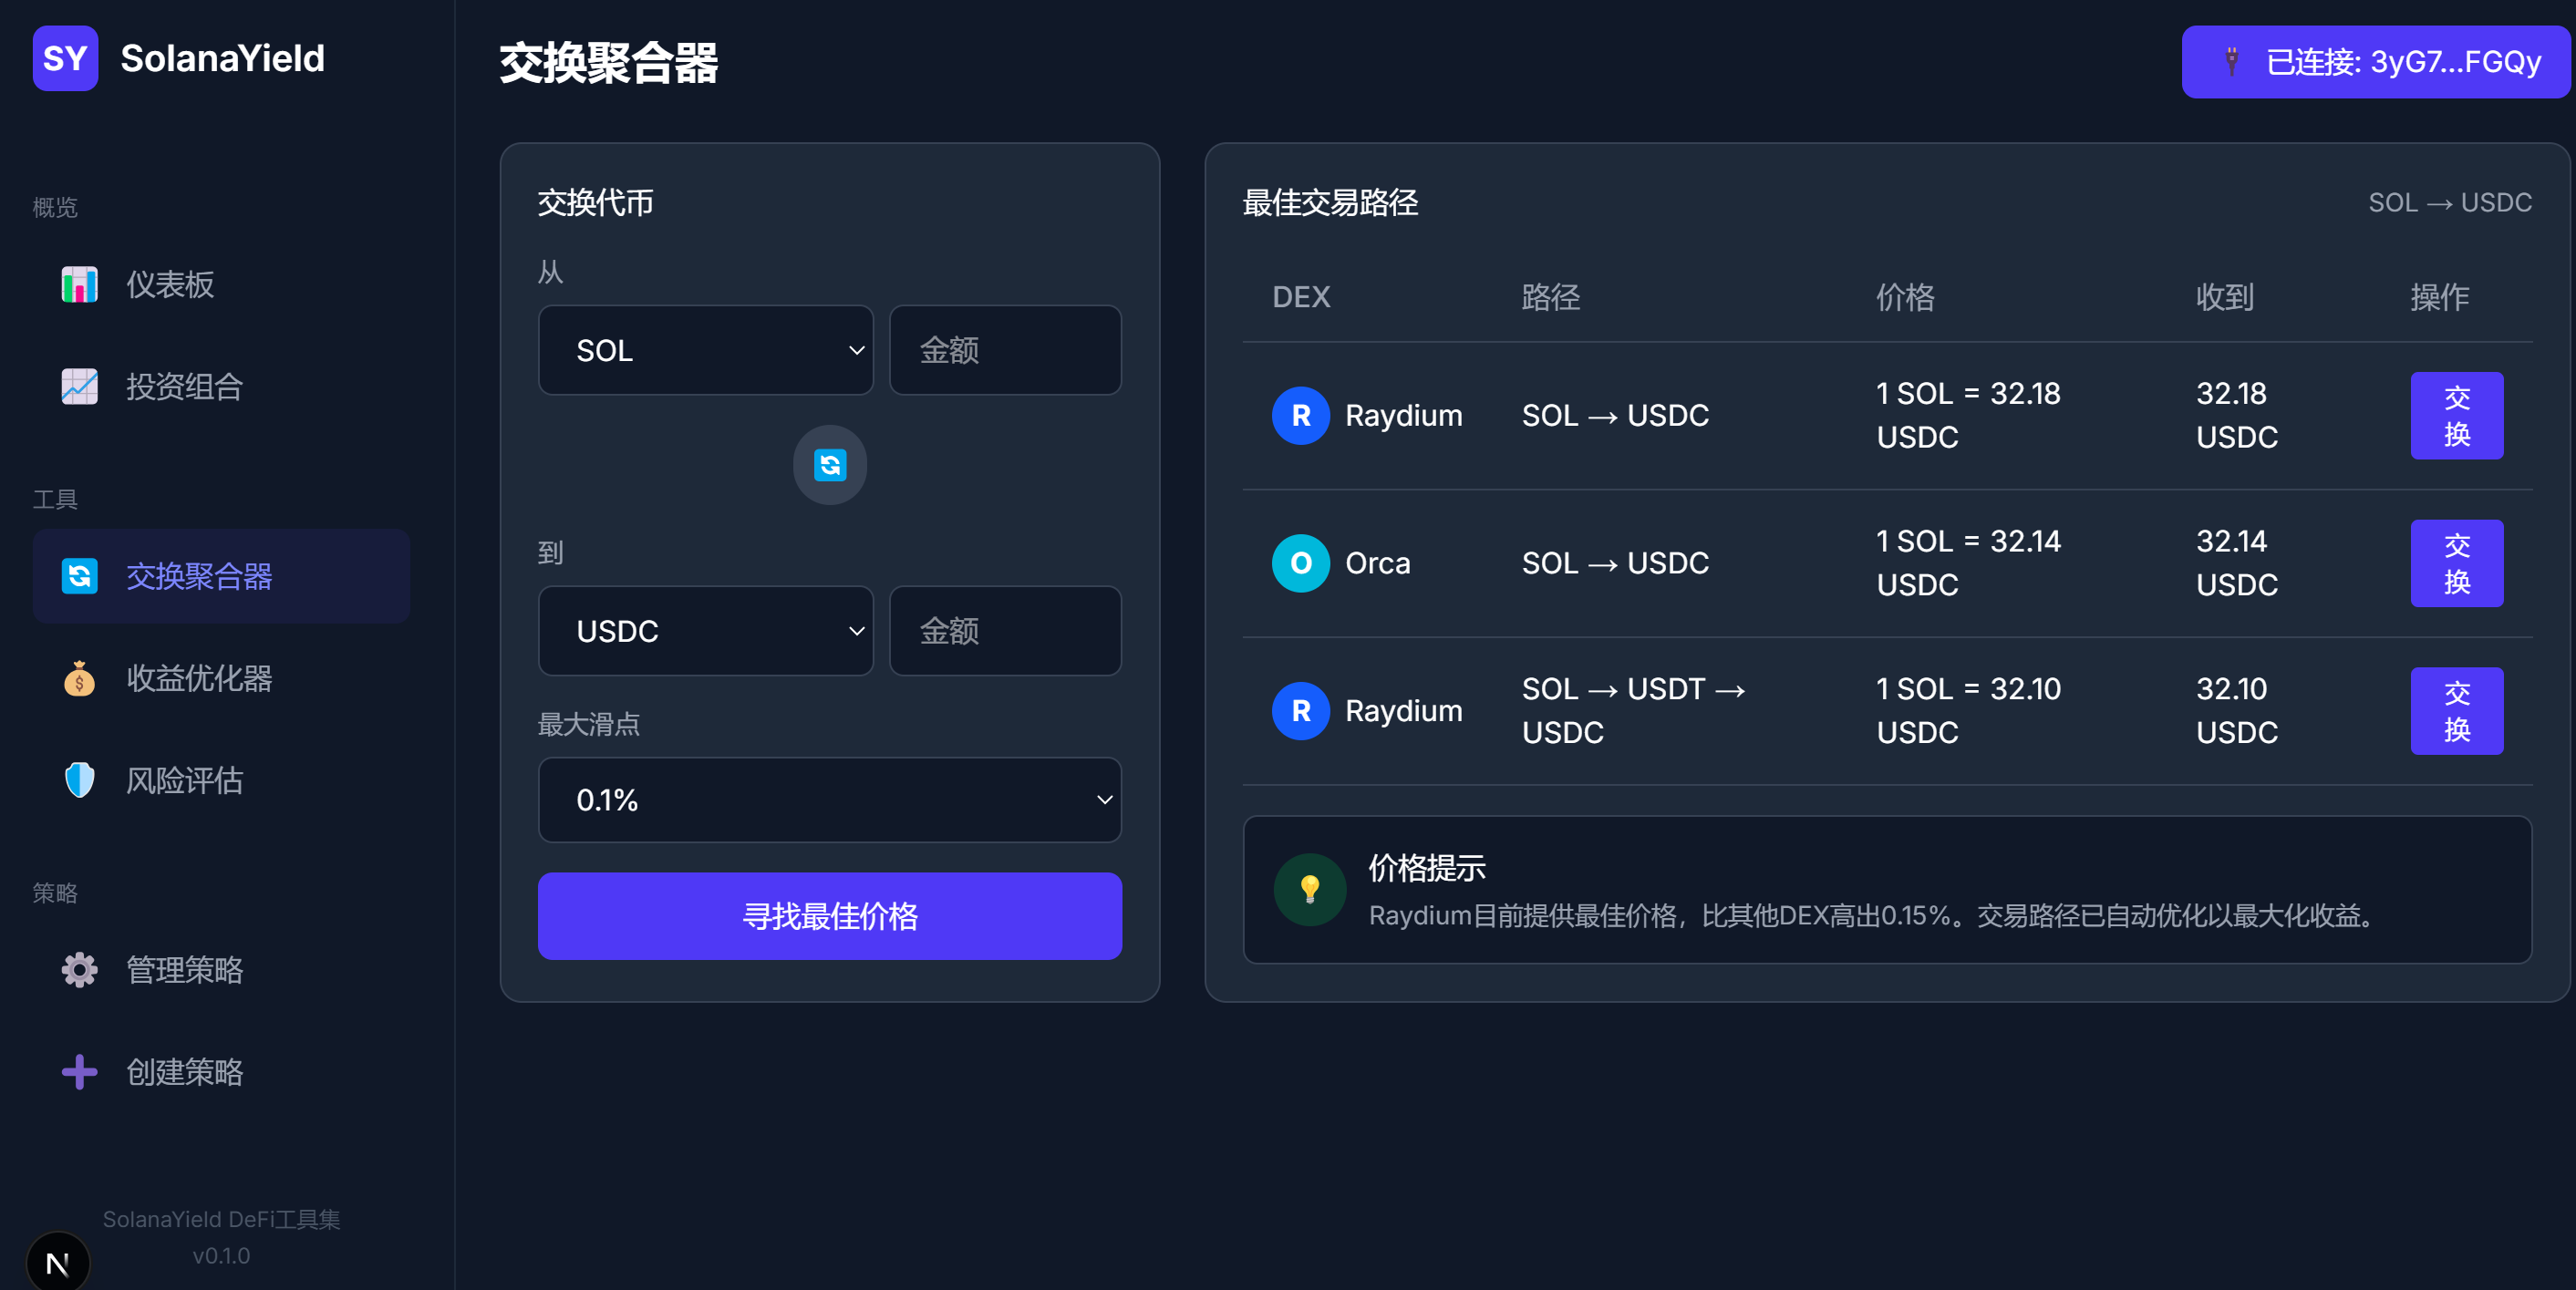 SY SolanaYield
概览
仪表板
投资组合
工具
交换聚合器
收益优化器
风险评估
策略
管理策略
创建策略
SolanaYield DeFi工具集
v0.1.0
N
交换聚合器
已连接: 3yG7...FGQy
交换代币
从
SOL 金额
到
USDC 金额
最大滑点
0.1%
寻找最佳价格
最佳交易路径 SOL → USDC
DEX 路径 价格 收到 操作
R Raydium SOL → USDC 1 SOL = 32.18 USDC 32.18 USDC 交换
O Orca SOL → USDC 1 SOL = 32.14 USDC 32.14 USDC 交换
R Raydium SOL → USDT → USDC 1 SOL = 32.10 USDC 32.10 USDC 交换
价格提示
Raydium目前提供最佳价格，比其他DEX高出0.15%。交易路径已自动优化以最大化收益。